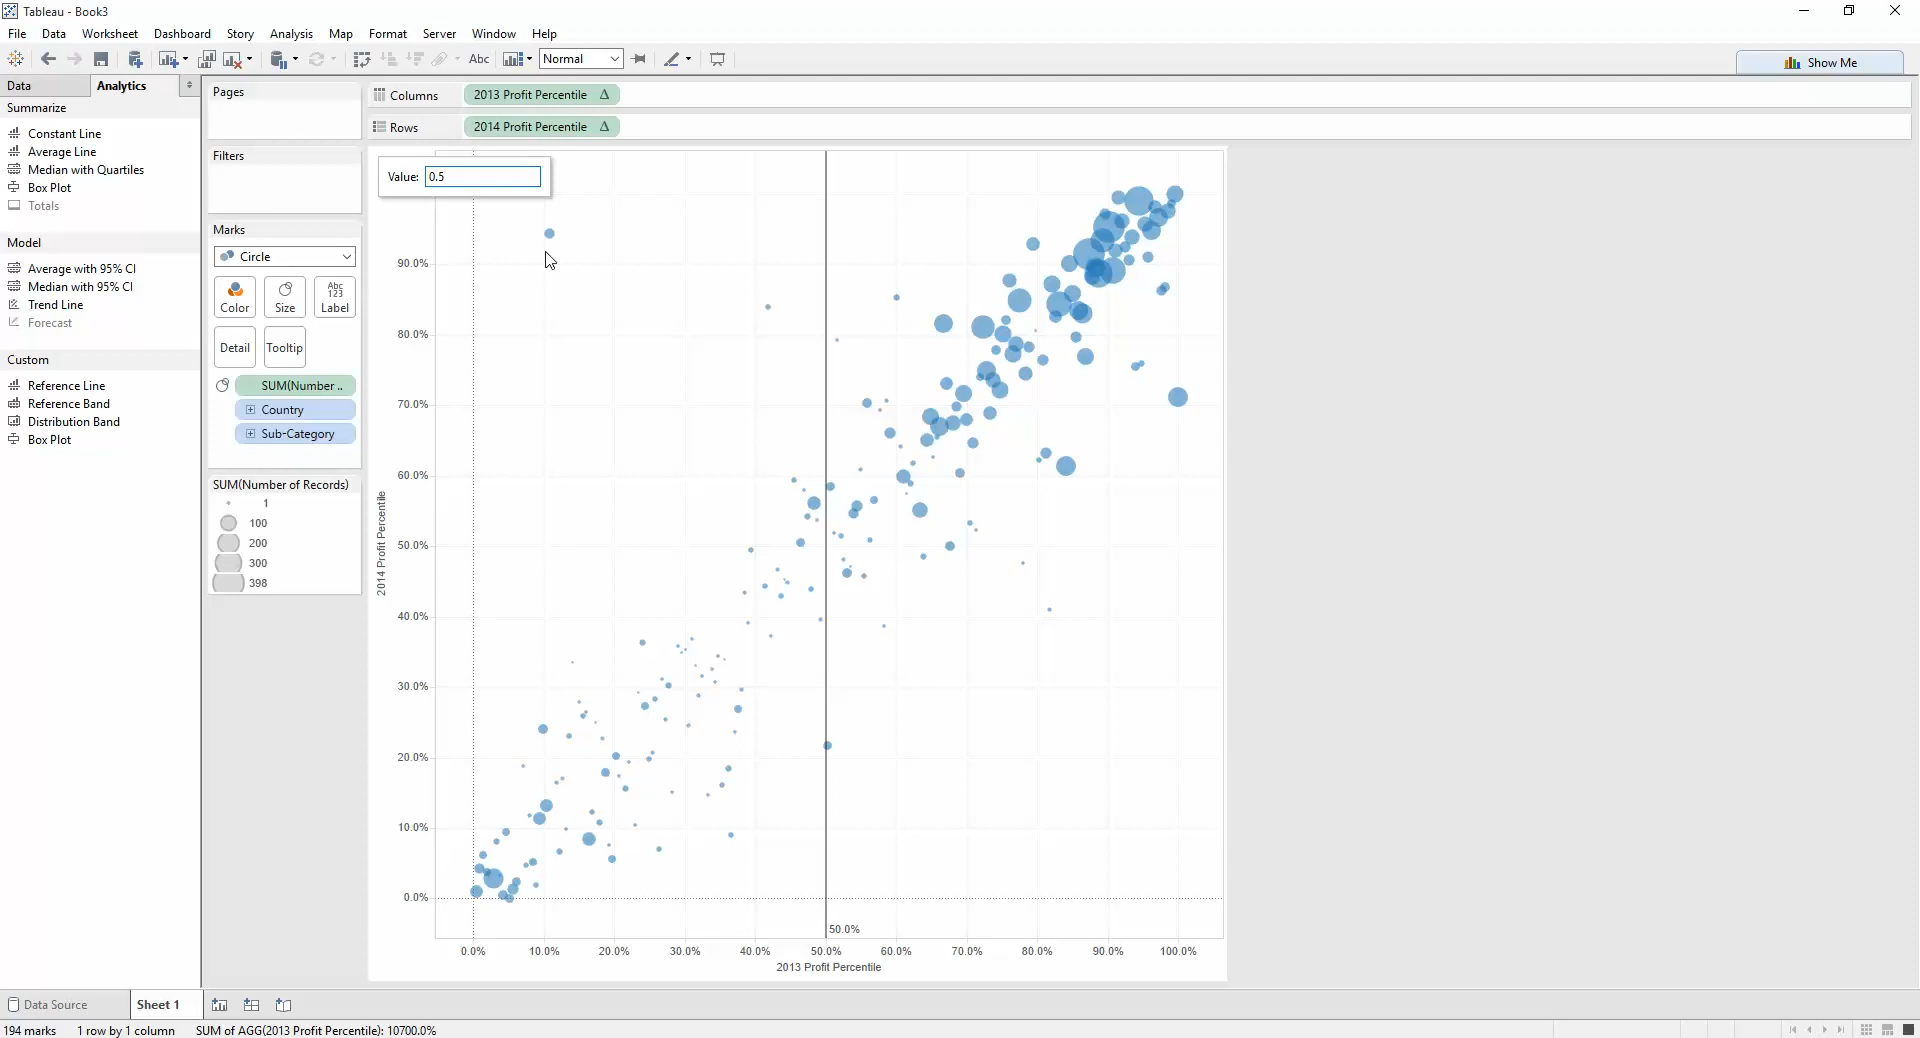 Tableau - Book3
File Data Worksheet Dashboard Story Analysis Map Format Server Window Help
Abc Normal
Show Me
Data Analytics
Summarize
Constant Line
Average Line
Median with Quartiles
Box Plot
Totals
Model
Average with 95% CI
Median with 95% CI
Trend Line
Forecast
Custom
Reference Line
Reference Band
Distribution Band
Box Plot
Pages
Filters
Marks
Circle
Color Size Abc 123 Label
Detail Tooltip
SUM(Number ..
Country
Sub-Category
SUM(Number of Records)
1
100
200
300
398
Columns 2013 Profit Percentile Δ
Rows 2014 Profit Percentile Δ
Value: 0.5
90.0%
80.0%
70.0%
60.0%
50.0%
40.0%
30.0%
20.0%
10.0%
0.0%
2014 Profit Percentile
50.0%
0.0% 10.0% 20.0% 30.0% 40.0% 50.0% 60.0% 70.0% 80.0% 90.0% 100.0%
2013 Profit Percentile
Data Source Sheet 1
194 marks 1 row by 1 column SUM of AGG(2013 Profit Percentile): 10700.0%